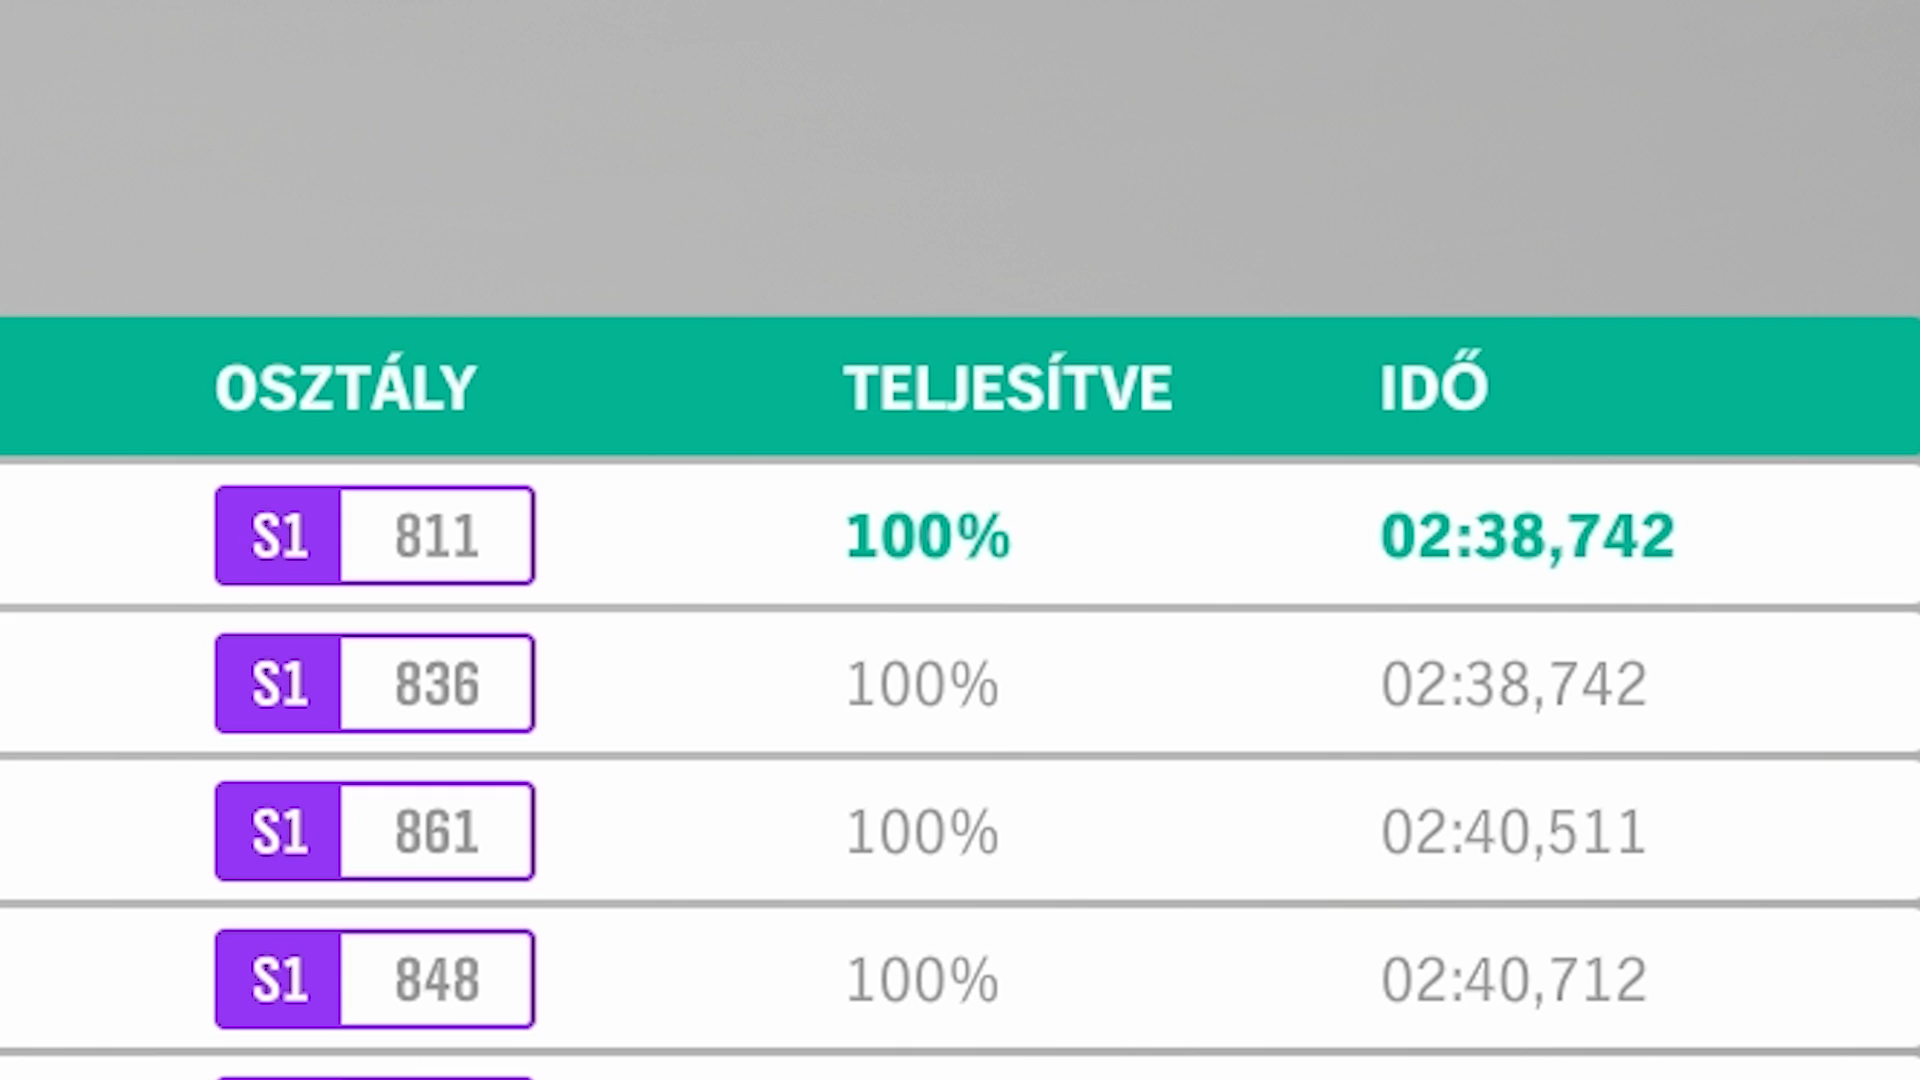 OSZTÁLY TELJESÍTVE IDŐ
S1 811 100% 02:38,742
S1 836 100% 02:38,742
S1 861 100% 02:40,511
S1 848 100% 02:40,712